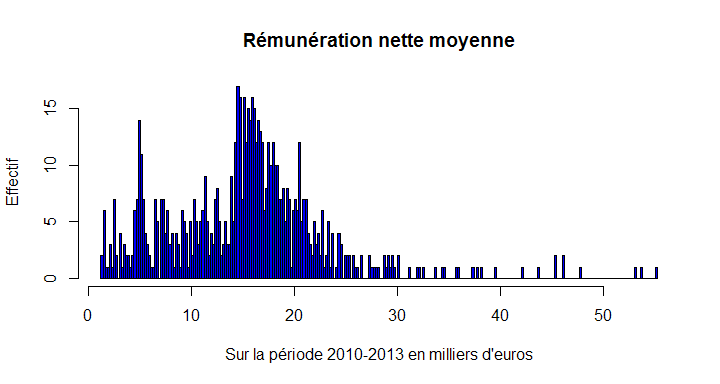 Rémunération nette moyenne
Effectif
15
10
5
0
0 10 20 30 40 50
Sur la période 2010-2013 en milliers d'euros